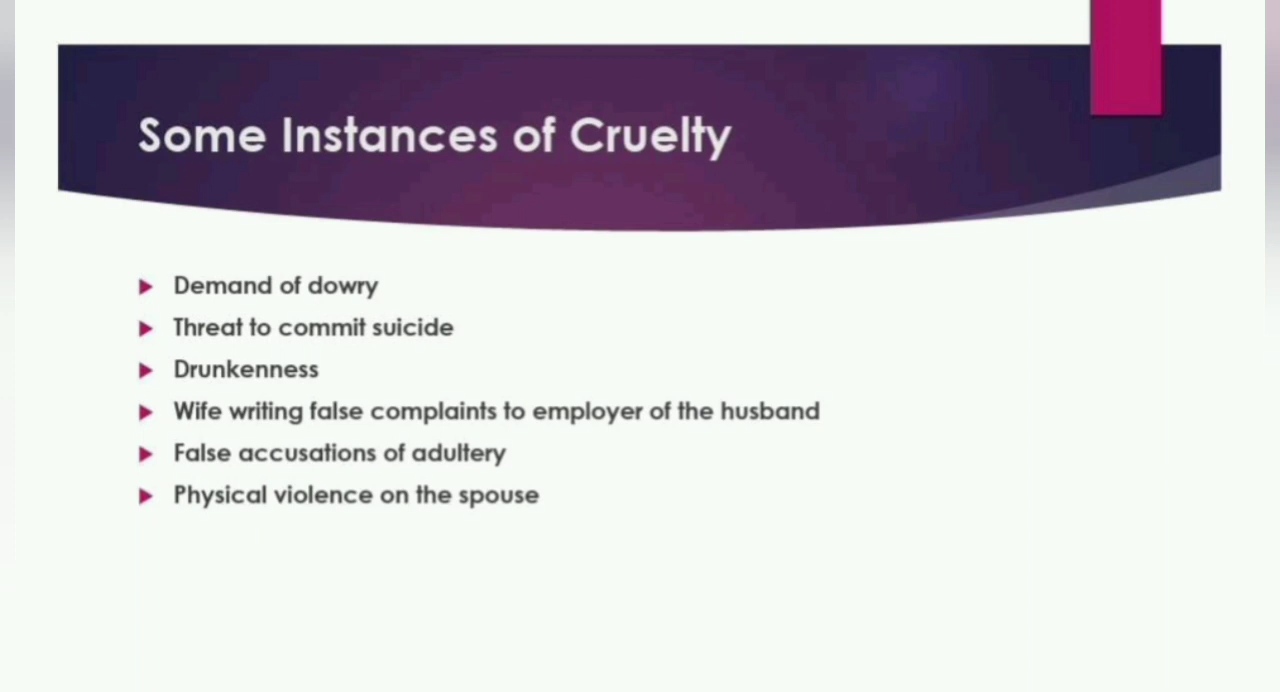 Some Instances of Cruelty
Demand of dowry
Threat to commit suicide
Drunkenness
Wife writing false complaints to employer of the husband
False accusations of adultery
Physical violence on the spouse